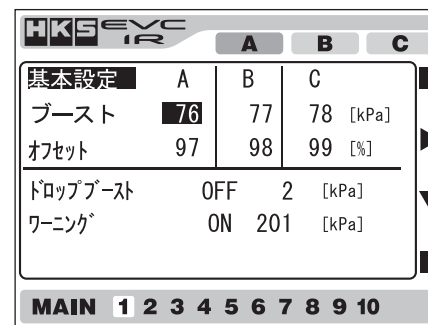 HKS EVC
IR
A B C
基本設定 A B C
ブースト 76 77 78 [kPa]
オフセット 97 98 99 [%]
ドロップブースト OFF 2 [kPa]
ワーニング ON 201 [kPa]
MAIN 1 2 3 4 5 6 7 8 9 10